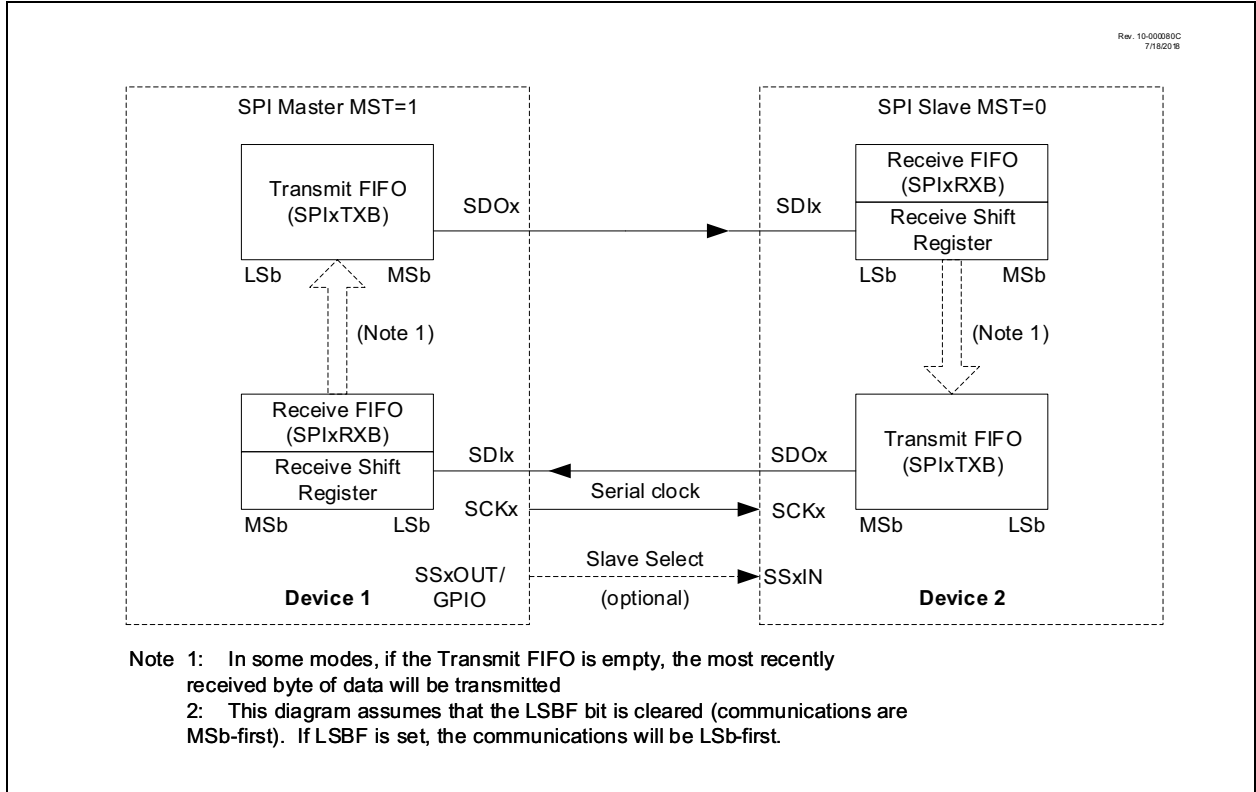 Rev. 10-000080C
7/18/2018
SPI Master MST=1
Transmit FIFO
(SPIxTXB)
LSb
MSb
SDOx
(Note 1)
Receive FIFO
(SPIxRXB)
Receive Shift
Register
MSb
LSb
SDIx
SCKx
SSxOUT/
GPIO
Device 1
Serial clock
Slave Select
(optional)
SPI Slave MST=0
SDIx
Receive FIFO
(SPIxRXB)
Receive Shift
Register
LSb
MSb
(Note 1)
SDOx
Transmit FIFO
(SPIxTXB)
MSb
LSb
SCKx
SSxIN
Device 2
Note 1: In some modes, if the Transmit FIFO is empty, the most recently
received byte of data will be transmitted
2: This diagram assumes that the LSBF bit is cleared (communications are
MSb-first). If LSBF is set, the communications will be LSb-first.